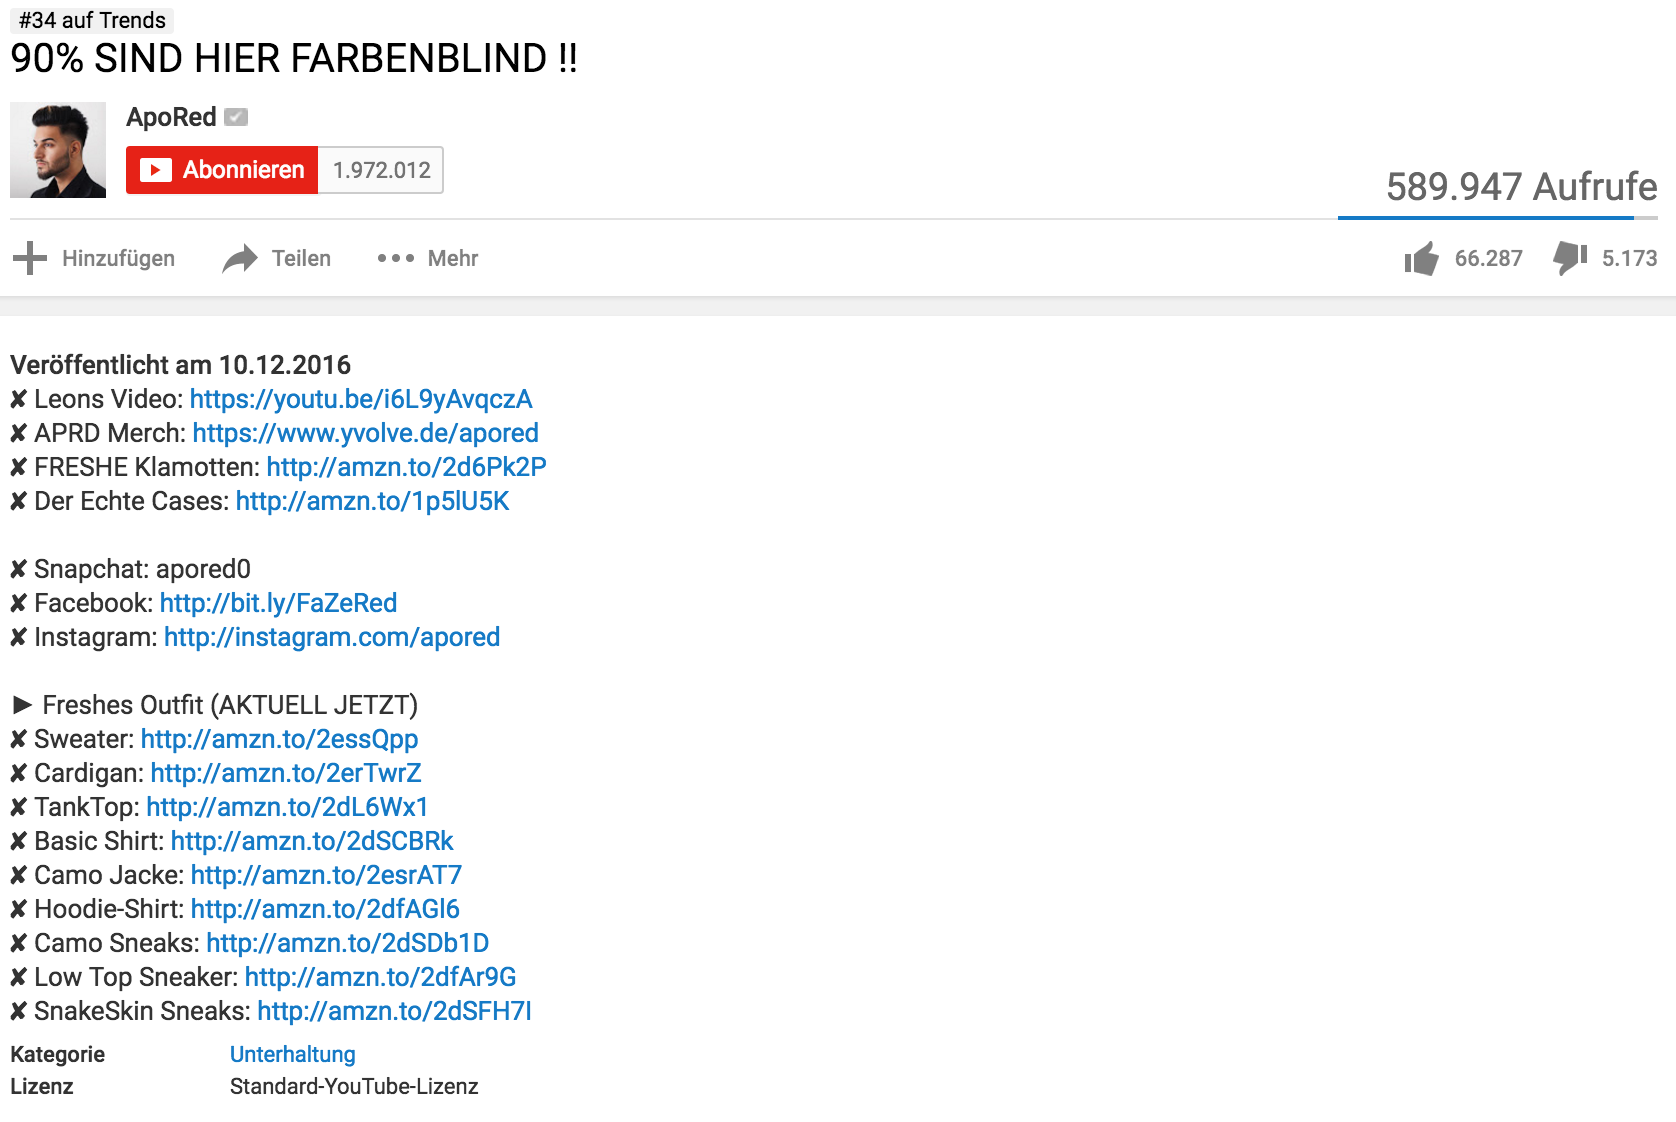 #34 auf Trends
90% SIND HIER FARBENBLIND !!
ApoRed
Abonnieren 1.972.012
589.947 Aufrufe
Hinzufügen Teilen Mehr 66.287 5.173
Veröffentlicht am 10.12.2016
✘ Leons Video: https://youtu.be/i6L9yAvqczA
✘ APRD Merch: https://www.yvolve.de/apored
✘ FRESHE Klamotten: http://amzn.to/2d6Pk2P
✘ Der Echte Cases: http://amzn.to/1p5lU5K
✘ Snapchat: apored0
✘ Facebook: http://bit.ly/FaZeRed
✘ Instagram: http://instagram.com/apored
► Freshes Outfit (AKTUELL JETZT)
✘ Sweater: http://amzn.to/2essQpp
✘ Cardigan: http://amzn.to/2erTwrZ
✘ TankTop: http://amzn.to/2dL6Wx1
✘ Basic Shirt: http://amzn.to/2dSCBRk
✘ Camo Jacke: http://amzn.to/2esrAT7
✘ Hoodie-Shirt: http://amzn.to/2dfAGl6
✘ Camo Sneaks: http://amzn.to/2dSDb1D
✘ Low Top Sneaker: http://amzn.to/2dfAr9G
✘ SnakeSkin Sneaks: http://amzn.to/2dSFH7I
Kategorie Unterhaltung
Lizenz Standard-YouTube-Lizenz